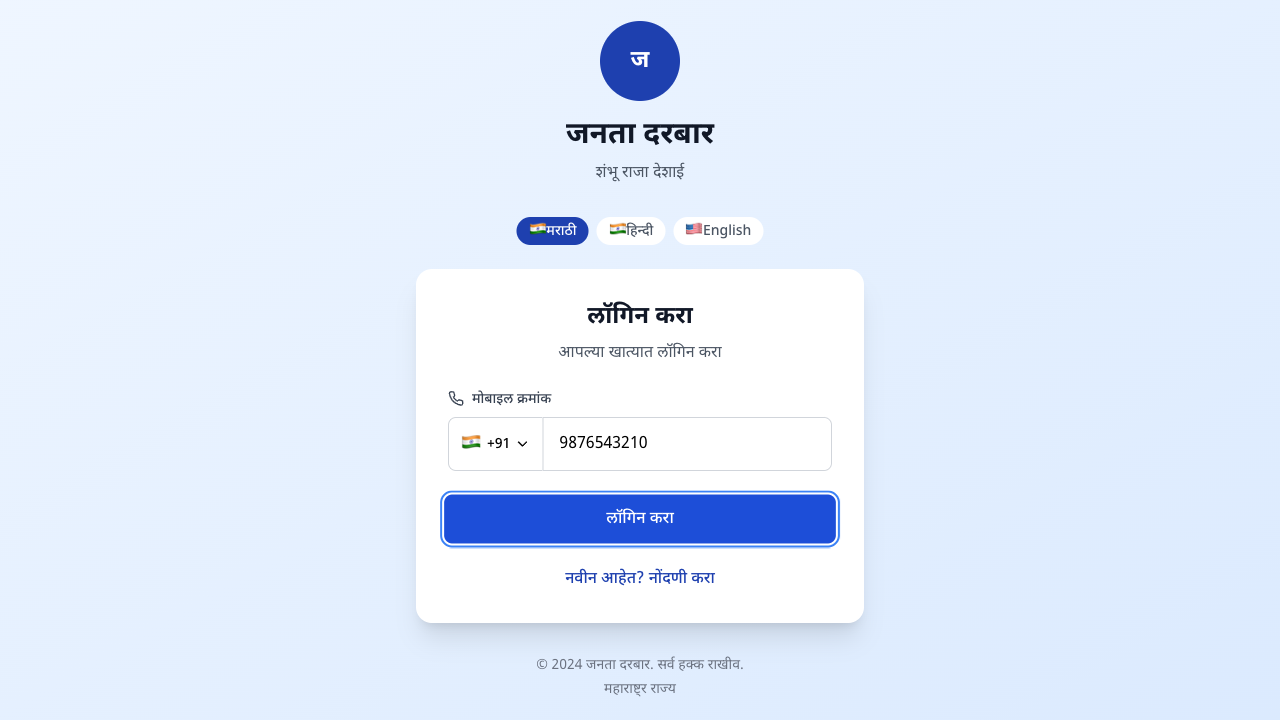 ज
जनता दरबार
शंभू राजा देशाई
मराठी हिन्दी English
लॉगिन करा
आपल्या खात्यात लॉगिन करा
मोबाइल क्रमांक
+91 9876543210
लॉगिन करा
नवीन आहेत? नोंदणी करा
© 2024 जनता दरबार. सर्व हक्क राखीव.
महाराष्ट्र राज्य